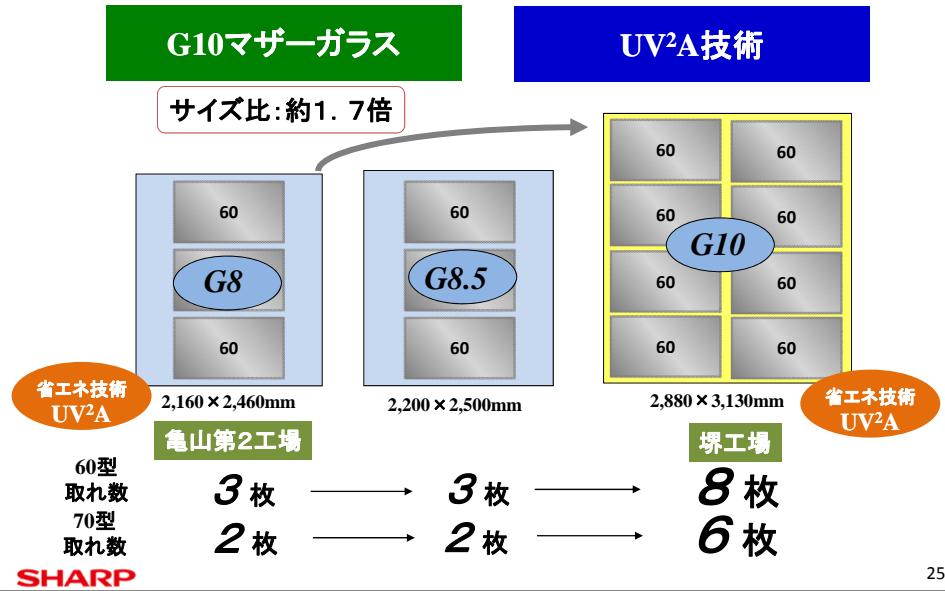 G10マザーガラス
UV²A技術
サイズ比:約1.7倍
60
60
60
60
60
60
60
60
60
60
60
60
G8
G8.5
G10
省エネ技術
UV²A
2,160×2,460mm
2,200×2,500mm
2,880×3,130mm
省エネ技術
UV²A
亀山第2工場
堺工場
60型
取れ数
3枚
3枚
8枚
70型
取れ数
2枚
2枚
6枚
SHARP
25